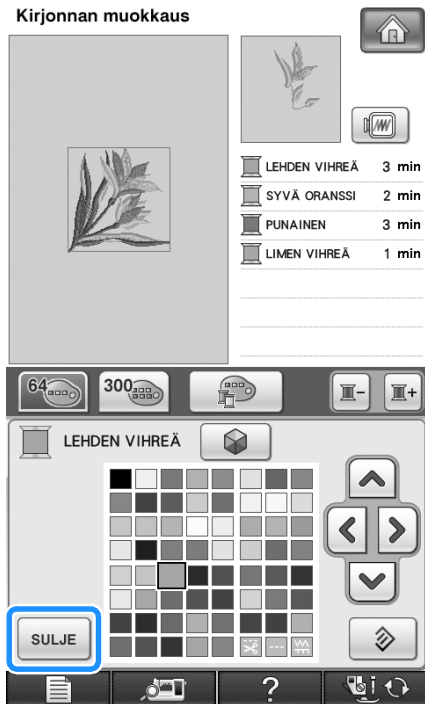 Kirjonnan muokkaus
LEHDEN VIHREÄ 3 min
SYVÄ ORANSSI 2 min
PUNAINEN 3 min
LIMEN VIHREÄ 1 min
64 300 - +
LEHDEN VIHREÄ
SULJE
?